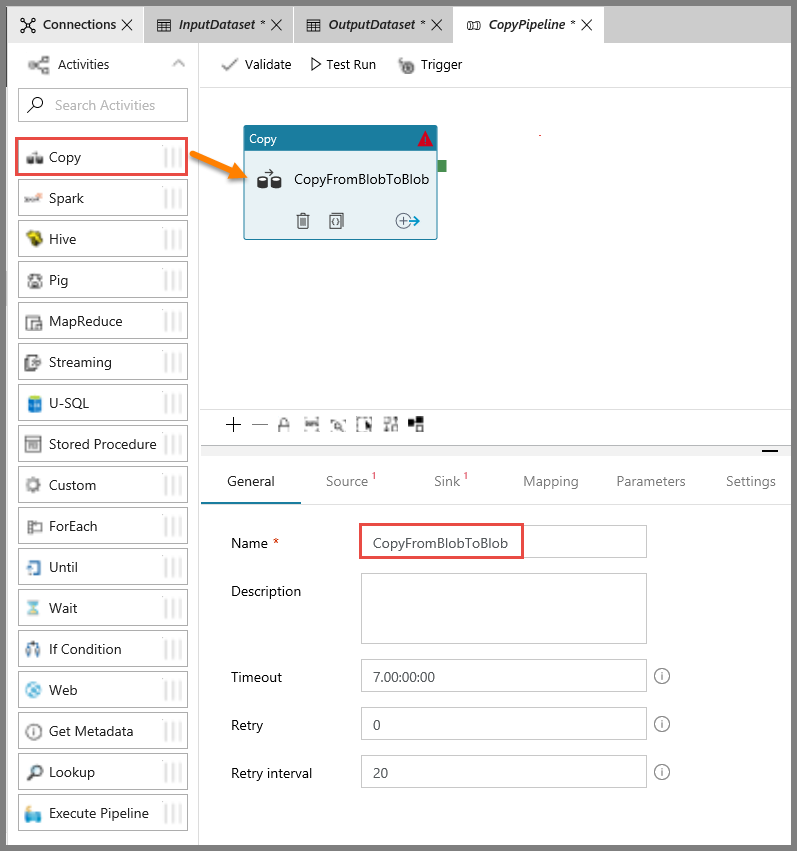 Connections
InputDataset *
OutputDataset *
CopyPipeline *
Activities
Validate
Test Run
Trigger
Search Activities
Copy
Spark
Hive
Pig
MapReduce
Streaming
U-SQL
Stored Procedure
Custom
ForEach
Until
Wait
If Condition
Web
Get Metadata
Lookup
Execute Pipeline
Copy
CopyFromBlobToBlob
General
Source 1
Sink 1
Mapping
Parameters
Settings
Name *
CopyFromBlobToBlob
Description
Timeout
7.00:00:00
Retry
0
Retry interval
20